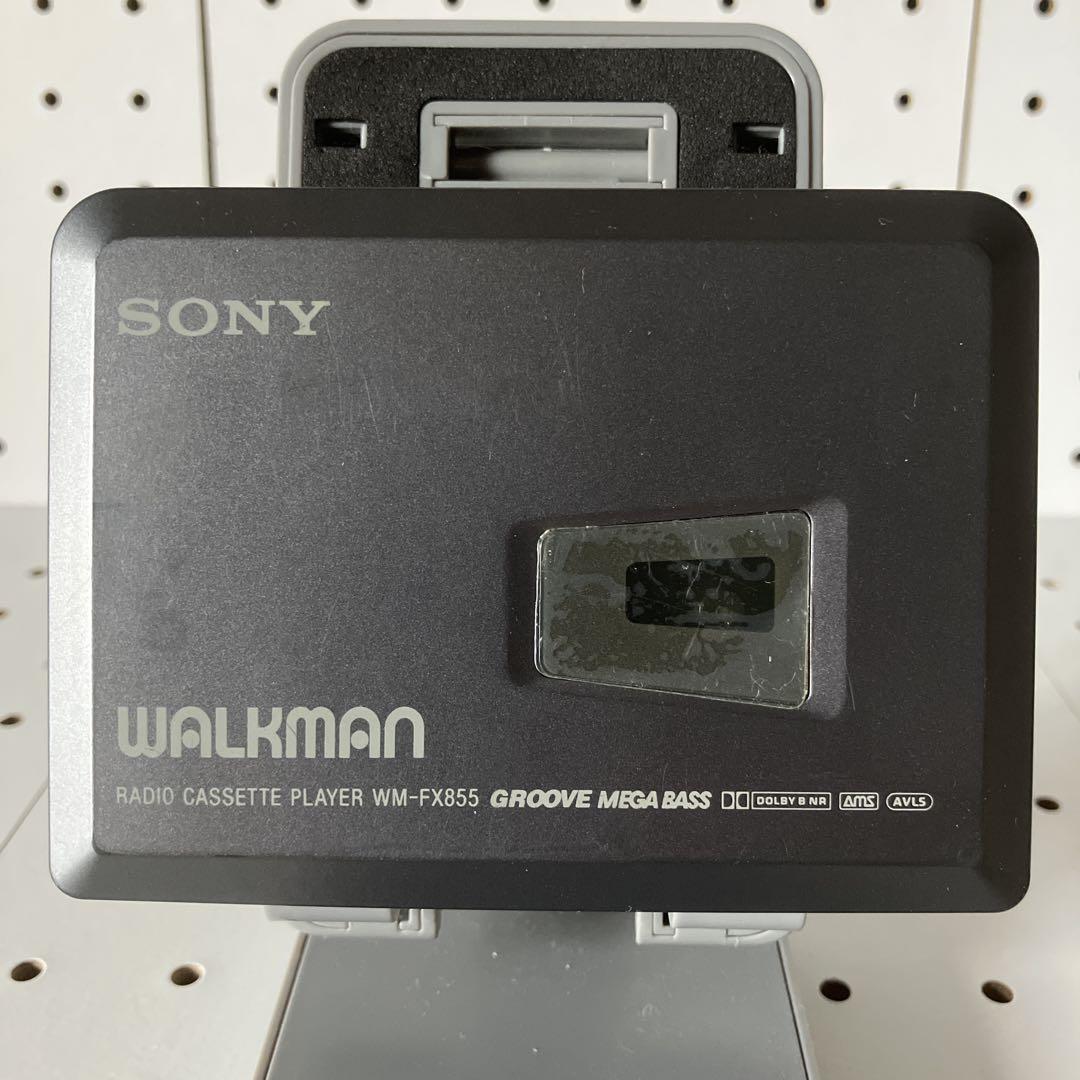 SONY
WALKMAN
RADIO CASSETTE PLAYER WM-FX855 GROOVE MEGA BASS DOLBY B NR AMS AVLS